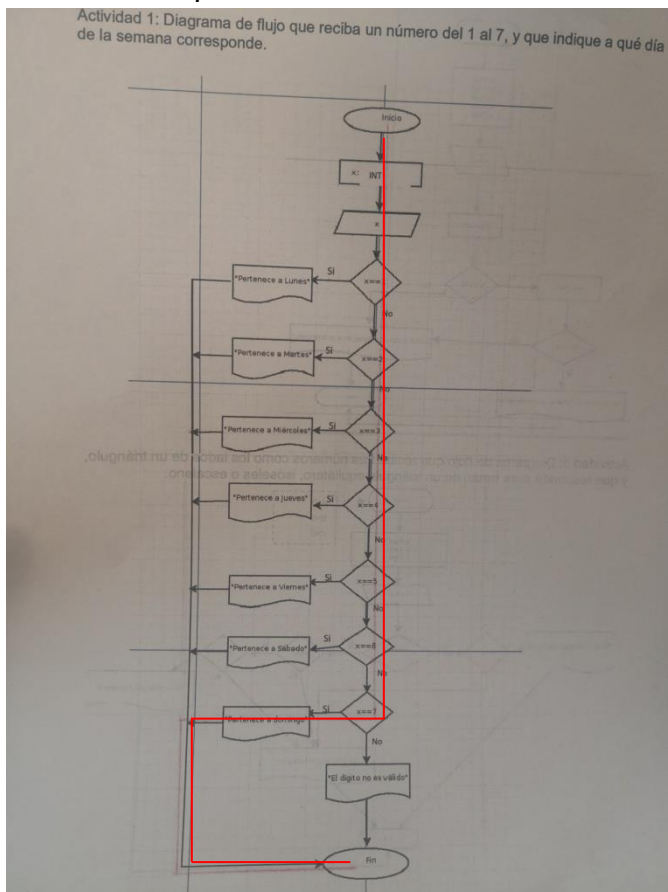 Actividad 1: Diagrama de flujo que reciba un número del 1 al 7, y que indique a qué día
de la semana corresponde.
Inicio
x: INT
x
x==
Si
"Pertenece a Lunes"
No
x==2
Si
"Pertenece a Martes"
No
x==3
Si
"Pertenece a Miércoles"
No
x==4
Si
"Pertenece a jueves"
No
x==5
Si
"Pertenece a Viernes"
No
x==6
Si
"Pertenece a Sábado"
No
x==7
Si
"Pertenece a domingo"
No
"El digito no es válido"
Fin